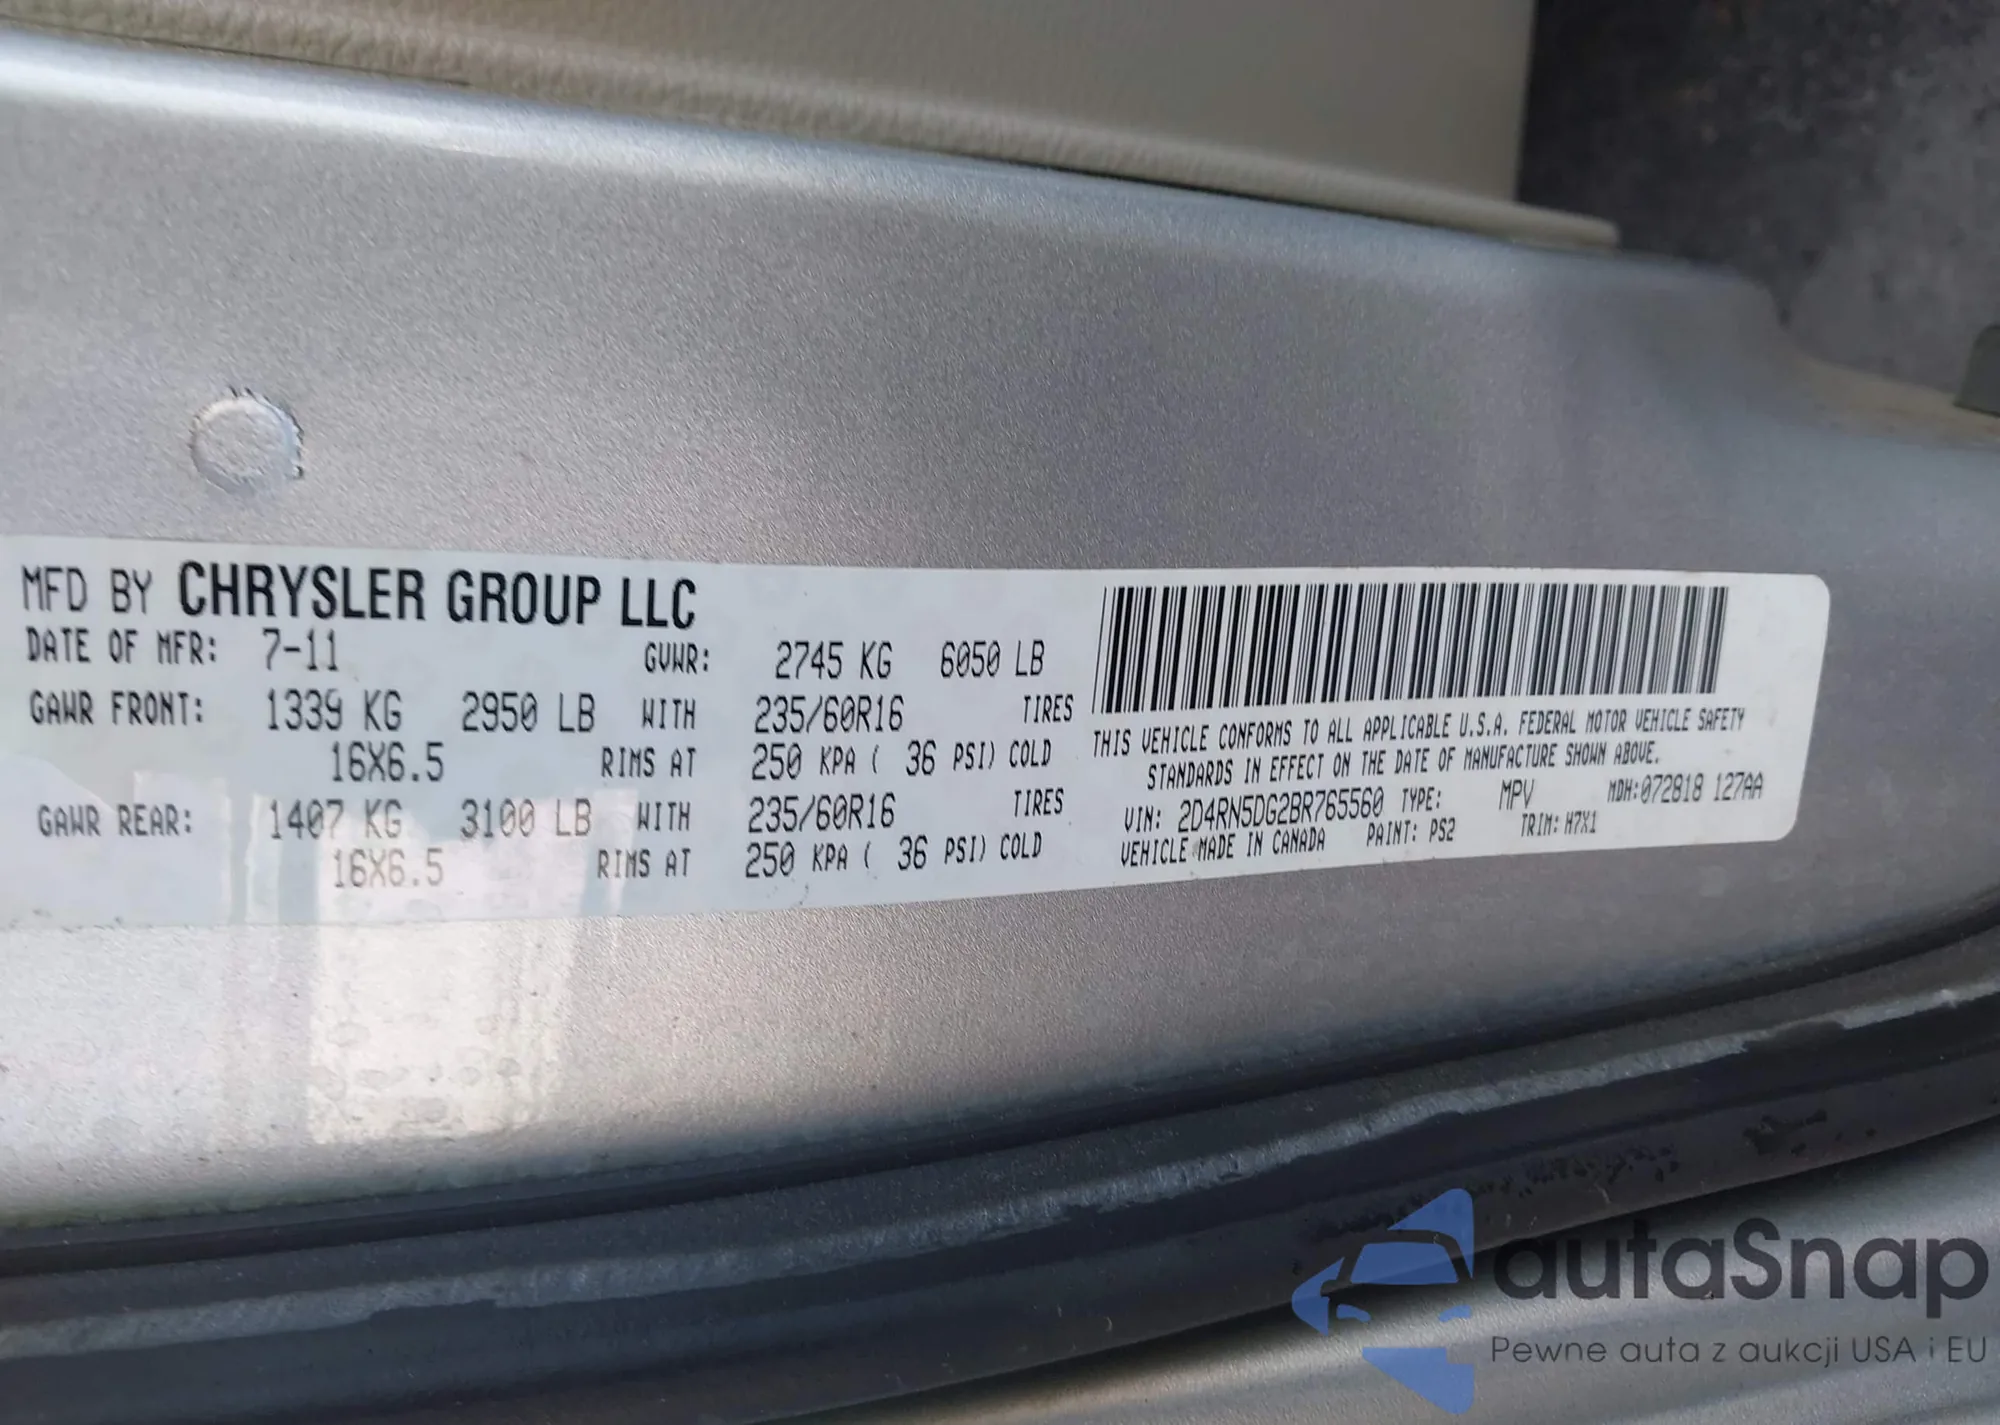 MFD BY CHRYSLER GROUP LLC
DATE OF MFR: 7-11 GVWR: 2745 KG 6050 LB
GAWR FRONT: 1339 KG 2950 LB WITH 235/60R16 TIRES
16X6.5 RIMS AT 250 KPA ( 36 PSI) COLD
GAWR REAR: 1407 KG 3100 LB WITH 235/60R16 TIRES
16X6.5 RIMS AT 250 KPA ( 36 PSI) COLD
THIS VEHICLE CONFORMS TO ALL APPLICABLE U.S.A. FEDERAL MOTOR VEHICLE SAFETY
STANDARDS IN EFFECT ON THE DATE OF MANUFACTURE SHOWN ABOVE.
VIN: 2D4RN5DG2BR765560 TYPE: MPV MDH:072818 127AA
VEHICLE MADE IN CANADA PAINT: PS2 TRIM: H7X1
autaSnap
Pewne auta z aukcji USA i EU